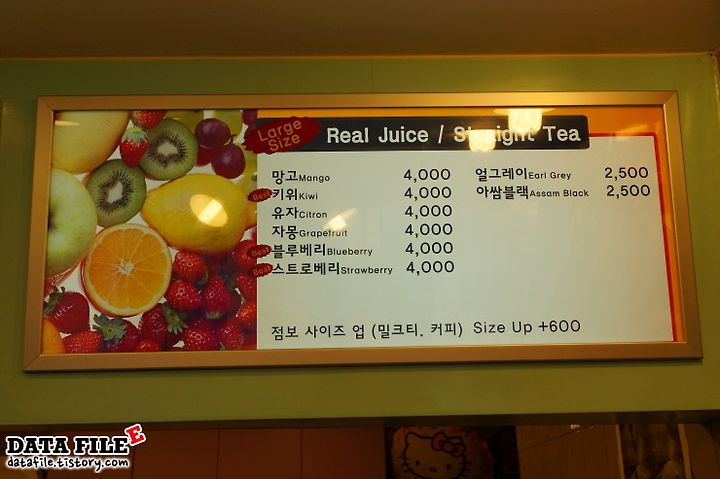 Large Size
Real Juice / Straight Tea
망고Mango 4,000
Best 키위Kiwi 4,000
유자Citron 4,000
자몽Grapefruit 4,000
Best 블루베리Blueberry 4,000
Best 스트로베리Strawberry 4,000
얼그레이Earl Grey 2,500
아쌈블랙Assam Black 2,500
점보 사이즈 업 (밀크티. 커피) Size Up +600
DATA FILE E
datafile.tistory.com